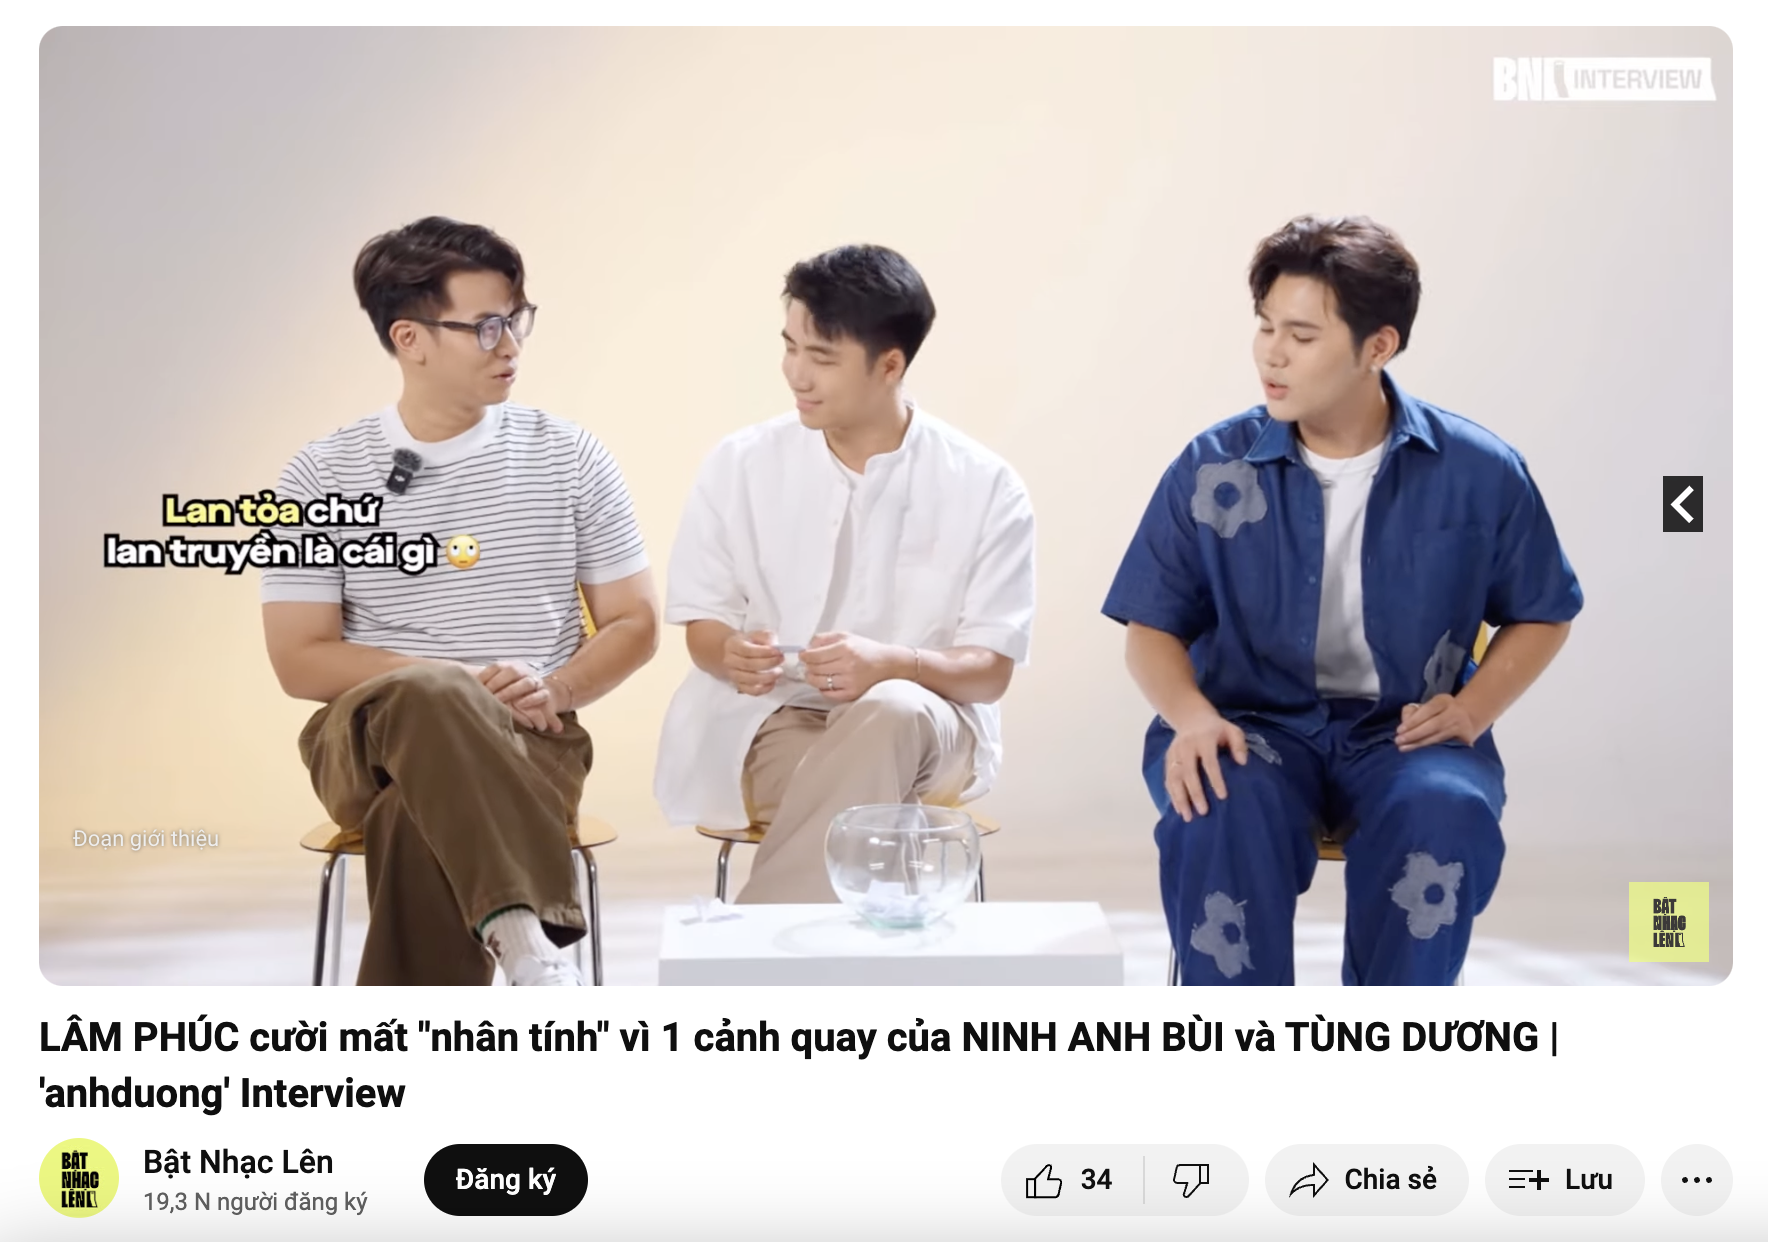 BNL INTERVIEW
Lan tỏa chứ
lan truyền là cái gì 🙄
Đoạn giới thiệu
BẬT
NHẠC
LÊN
LÂM PHÚC cười mất "nhân tính" vì 1 cảnh quay của NINH ANH BÙI và TÙNG DƯƠNG |
'anhduong' Interview
BẬT
NHẠC
LÊN
Bật Nhạc Lên
19,3 N người đăng ký
Đăng ký
34
Chia sẻ
Lưu